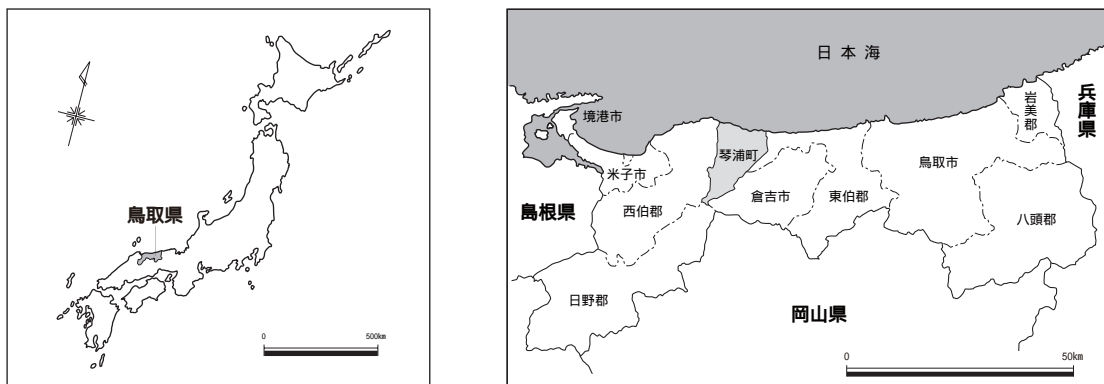 鳥取県
0
500km
日本海
兵庫県
岩美郡
境港市
琴浦町
鳥取市
米子市
倉吉市
東伯郡
島根県
西伯郡
八頭郡
日野郡
岡山県
0
50km